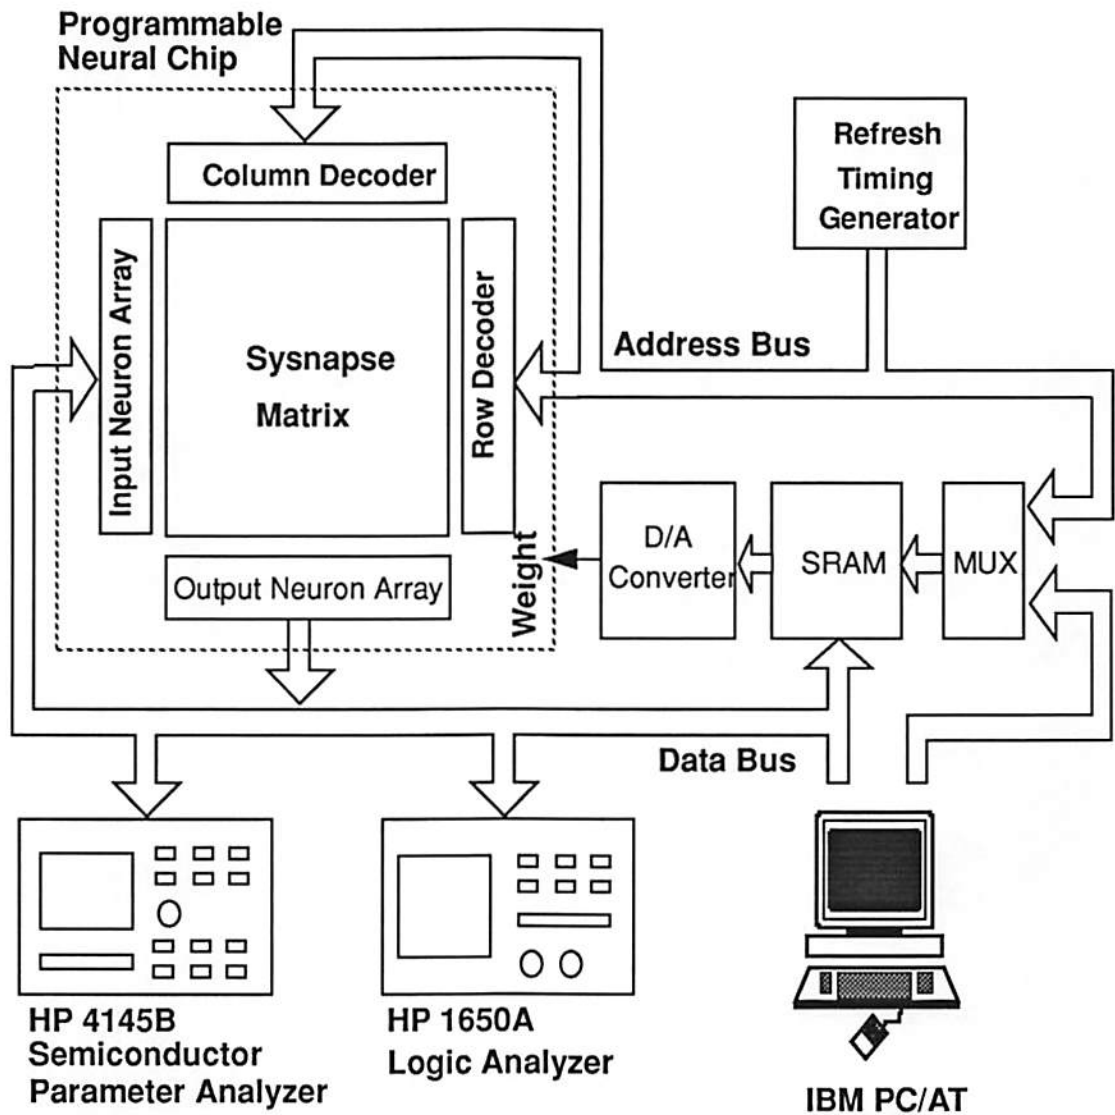 Programmable
Neural Chip
Column Decoder
Refresh
Timing
Generator
Input Neuron Array
Sysnapse
Matrix
Row Decoder
Address Bus
Weight
D/A
Converter
SRAM
MUX
Output Neuron Array
Data Bus
HP 4145B
Semiconductor
Parameter Analyzer
HP 1650A
Logic Analyzer
IBM PC/AT